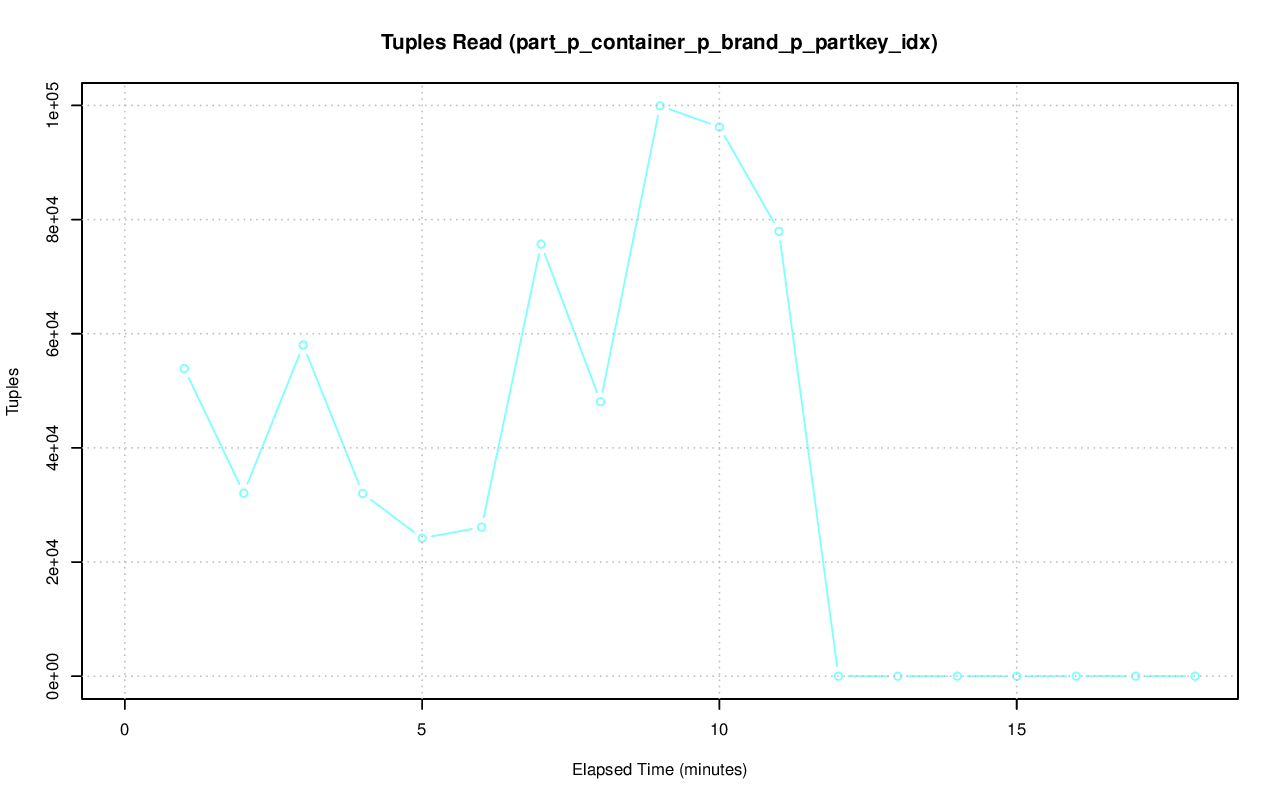 Tuples Read (part_p_container_p_brand_p_partkey_idx)
1e+05
8e+04
6e+04
4e+04
2e+04
0e+00
Tuples
0 5 10 15
Elapsed Time (minutes)